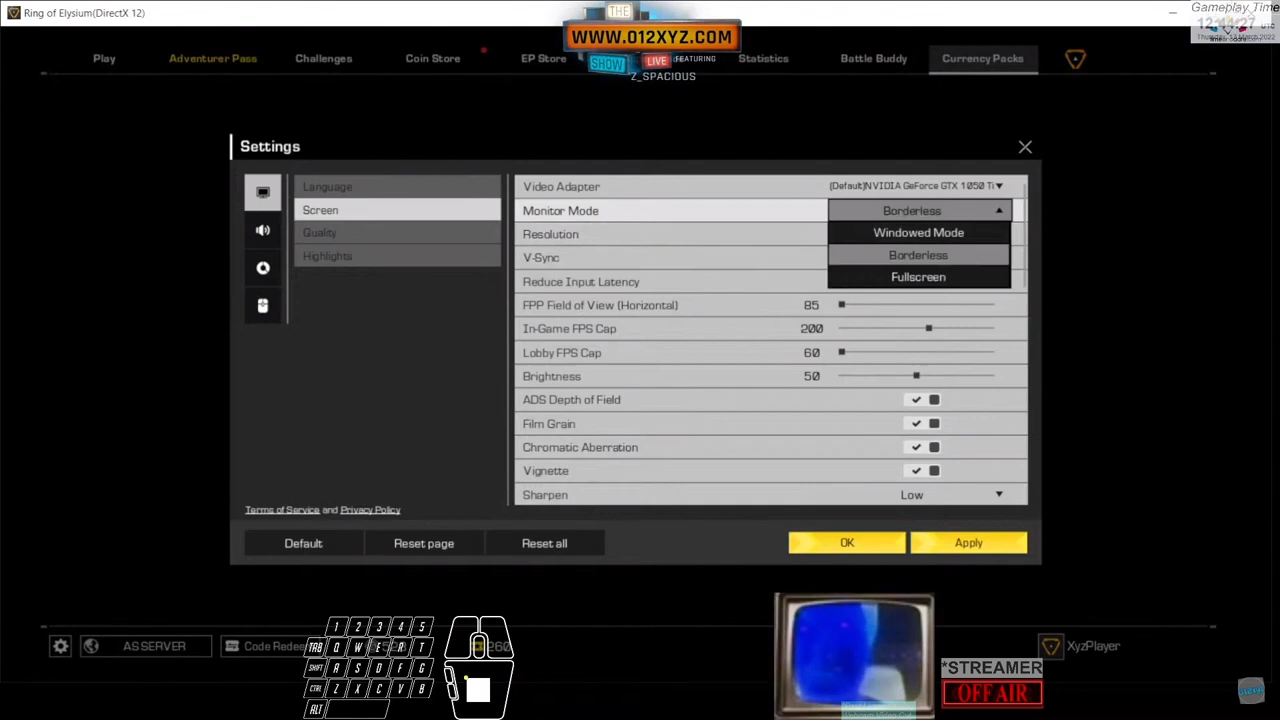 Ring of Elysium(DirectX 12)
Gameplay Time
THE
WWW.012XYZ.COM
SHOW LIVE FEATURING
Z_SPACIOUS
UTC
Play
Adventurer Pass
Challenges
Coin Store
EP Store
Statistics
Battle Buddy
Currency Packs
Settings
Language
Screen
Quality
Highlights
Video Adapter (Default)NVIDIA GeForce GTX 1050 Ti
Monitor Mode Borderless
Windowed Mode
Resolution
Borderless
V-Sync
Fullscreen
Reduce Input Latency
FPP Field of View (Horizontal) 85
In-Game FPS Cap 200
Lobby FPS Cap 60
Brightness 50
ADS Depth of Field
Film Grain
Chromatic Aberration
Vignette
Sharpen Low
Terms of Service and Privacy Policy
Default
Reset page
Reset all
OK
Apply
AS SERVER
Code Redee
260
XyzPlayer
1 2 3 4 5
TAB Q W E R T
SHIFT A S D F G
CTRL Z X C V B
ALT
*STREAMER
OFF AIR